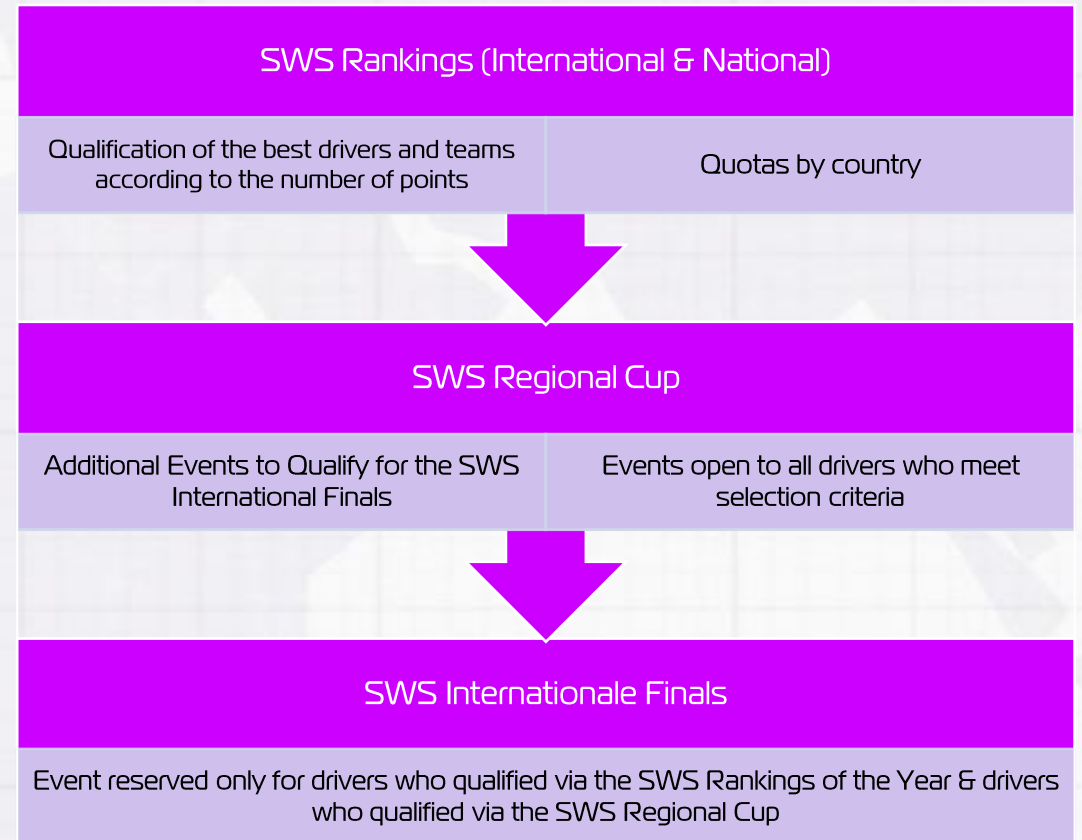 SWS Rankings (International & National)
Qualification of the best drivers and teams
according to the number of points
Quotas by country
SWS Regional Cup
Additional Events to Qualify for the SWS
International Finals
Events open to all drivers who meet
selection criteria
SWS Internationale Finals
Event reserved only for drivers who qualified via the SWS Rankings of the Year & drivers
who qualified via the SWS Regional Cup